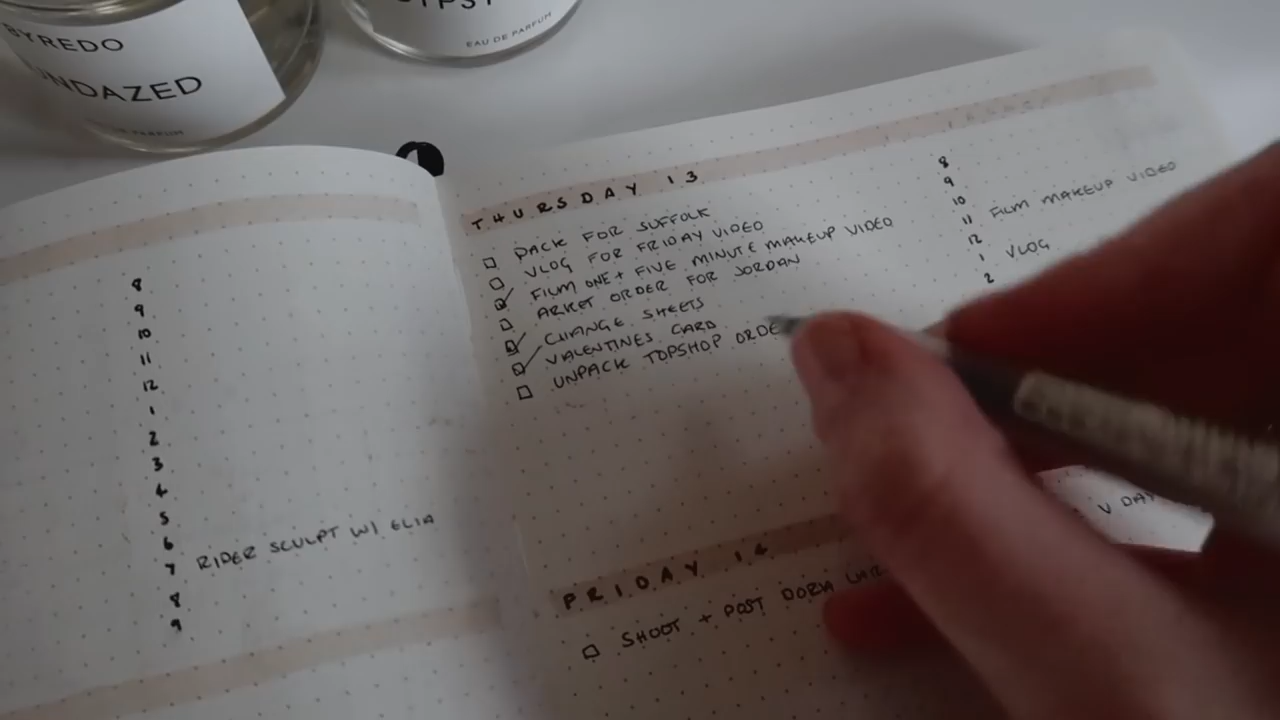 BYREDO
EAU DE PARFUM
8
9
10
11
12
1
2
3
4
5
6
7 RIDER SCULPT W/ ELIA
8
9
THURSDAY 13
PACK FOR SUFFOLK
VLOG FOR FRIDAY VIDEO
FILM ONE + FIVE MINUTE MAKEUP VIDEO
ARKET ORDER FOR JORDAN
CHANGE SHEETS
VALENTINES CARD
UNPACK TOPSHOP
8
9
10
11 FILM MAKEUP VIDEO
12
1 VLOG
2
V DAY
FRIDAY 14
SHOOT + POST